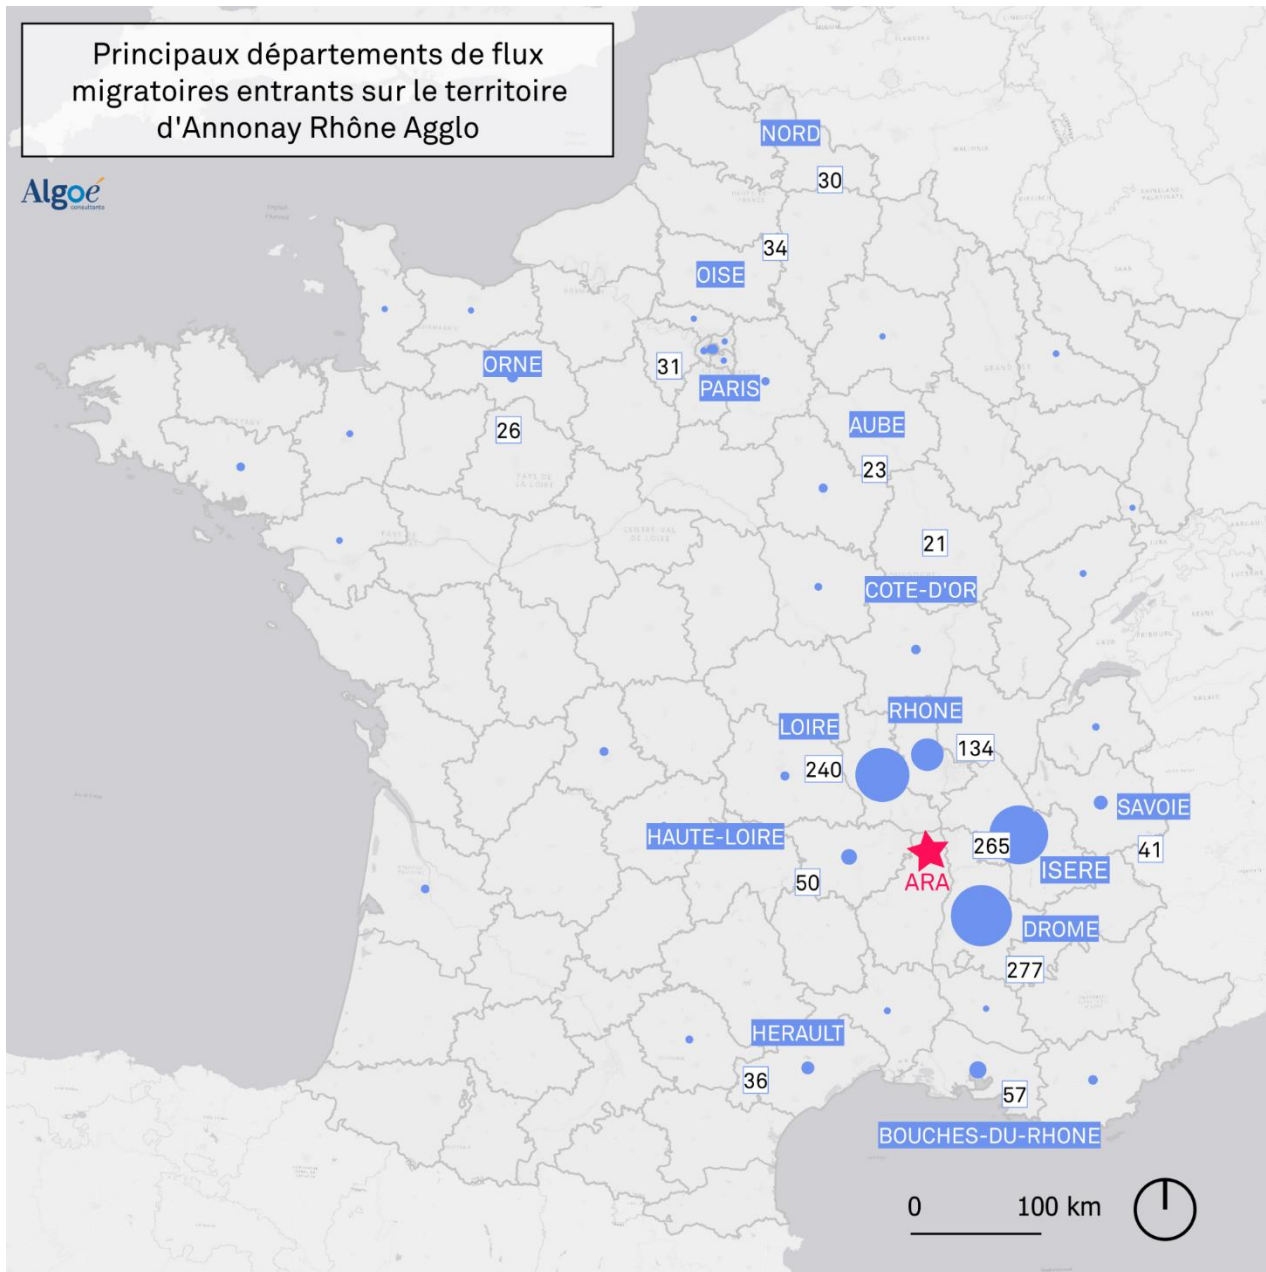 Principaux départements de flux
migratoires entrants sur le territoire
d'Annonay Rhône Agglo
Algoé
consultants
NORD
30
34
OISE
ORNE
31
PARIS
26
AUBE
23
21
COTE-D'OR
RHONE
LOIRE
134
240
SAVOIE
HAUTE-LOIRE
265
41
ISERE
50
ARA
DROME
277
HERAULT
36
57
BOUCHES-DU-RHONE
0
100 km